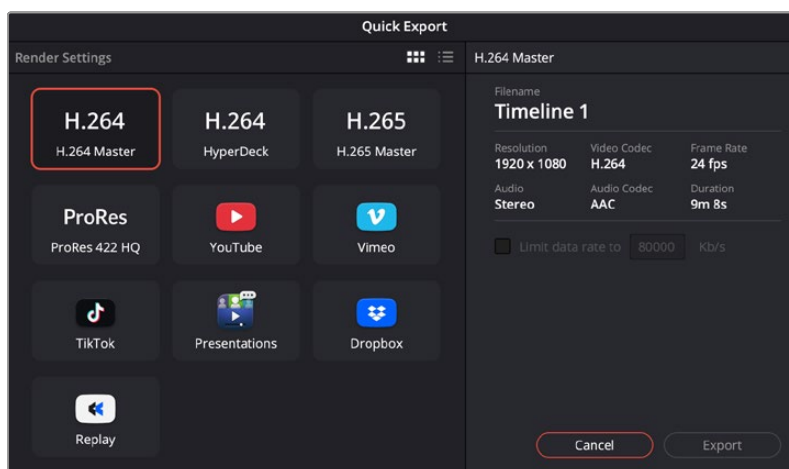 Quick Export
Render Settings
H.264 Master
H.264
H.264 Master
H.264
HyperDeck
H.265
H.265 Master
ProRes
ProRes 422 HQ
YouTube
Vimeo
TikTok
Presentations
Dropbox
Replay
Filename
Timeline 1
Resolution
Video Codec
Frame Rate
1920 x 1080
H.264
24 fps
Audio
Audio Codec
Duration
Stereo
AAC
9m 8s
Limit data rate to 80000 Kb/s
Cancel
Export